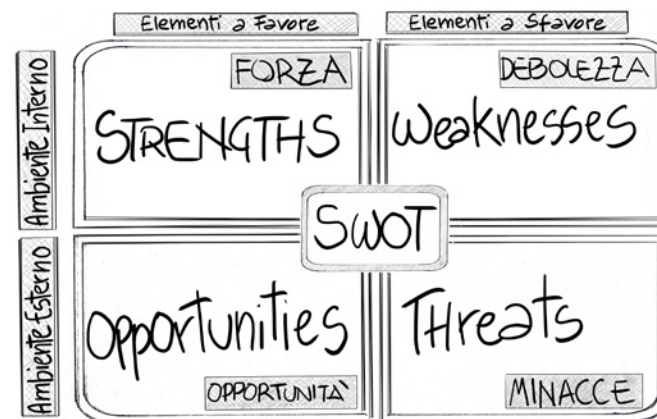 Elementi a Favore
Elementi a Sfavore
Ambiente Interno
FORZA
STRENGTHS
DEBOLEZZA
Weaknesses
SWOT
Ambiente Esterno
Opportunities
OPPORTUNITÀ
THreats
MINACCE